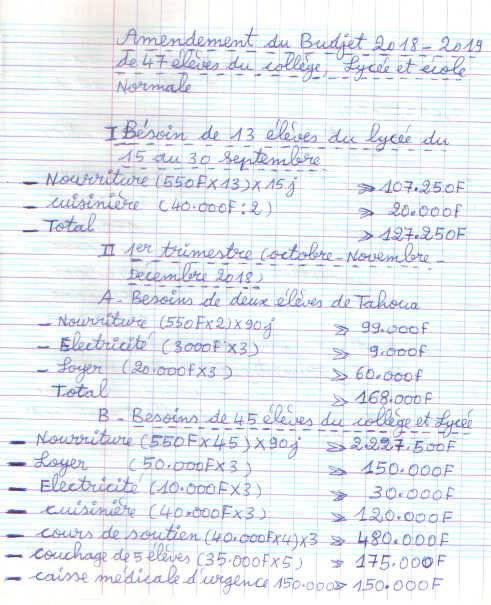 Amendement du Budget 2018-2019
de 47 élèves du collège, Lycée et école
Normale
I Bésoin de 13 élèves du lycée du
15 au 30 Septembre
- Nourriture (550F×13)×15j ⪢ 107.250F
- cuisinière (40.000F:2) ⪢ 20.000F
- Total ⪢ 127.250F
II 1er trimestre (octobre-Novembre-
Décembre 2018)
A - Besoins de deux élèves de Tahoua
- Nourriture (550F×2)×90j ⪢ 99.000F
- Electricité (3000F×3) ⪢ 9.000F
- Loyer (20.000F×3) ⪢ 60.000F
Total ⪢ 168.000F
B - Besoins de 45 élèves du collège et Lycée
- Nourriture (550F×45)×90j ⪢ 2.227.500F
- Loyer (50.000F×3) ⪢ 150.000F
- Electricité (10.000F×3) ⪢ 30.000F
- cuisinière (40.000F×3) ⪢ 120.000F
- cours de soutien (40.000F×4)×3 ⪢ 480.000F
- couchage de 5 élèves (35.000F×5) ⪢ 175.000F
- caisse médicale d'urgence 150.000 ⪢ 150.000F